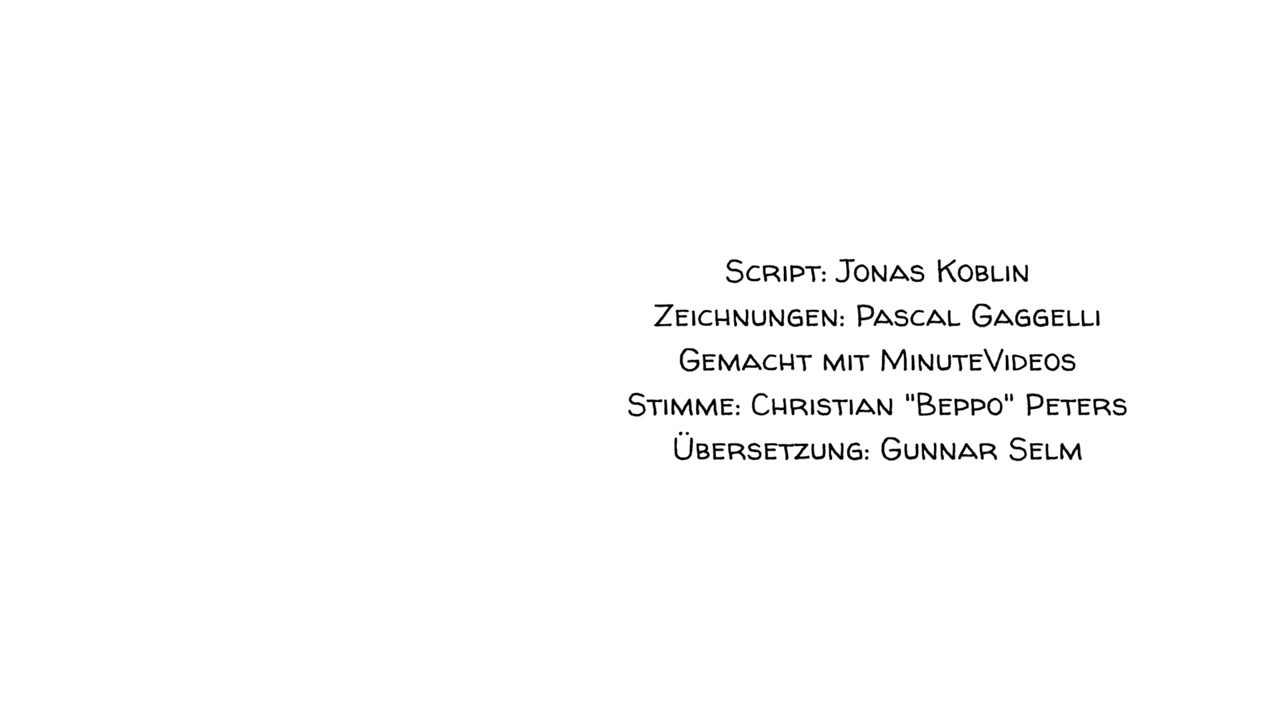 Script: Jonas Koblin
Zeichnungen: Pascal Gaggelli
Gemacht mit MinuteVideos
Stimme: Christian "Beppo" Peters
Übersetzung: Gunnar Selm